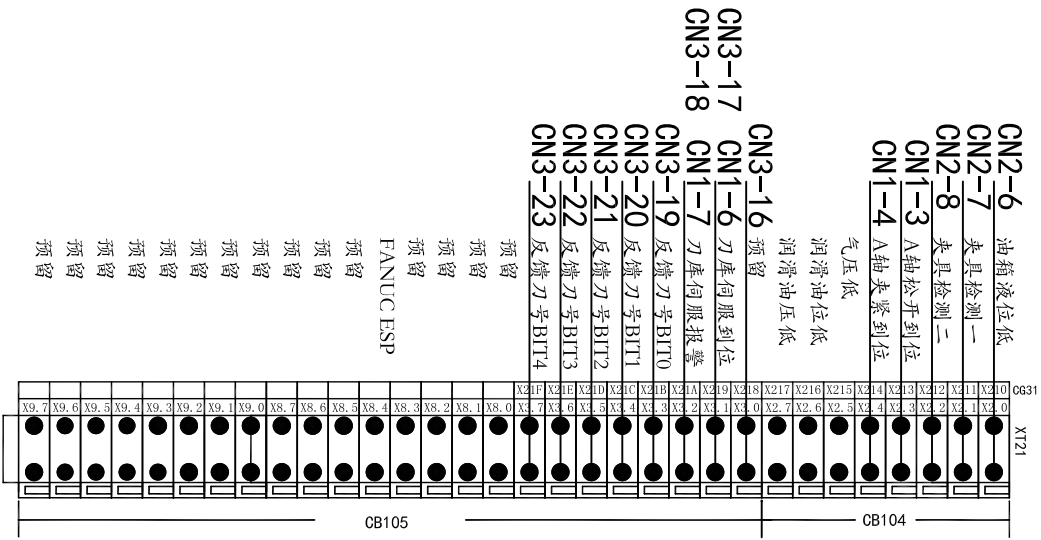 CN2-6 油箱液位低
CN2-7 夹具检测一
CN2-8 夹具检测二
CN1-3 A轴松开到位
CN1-4 A轴夹紧到位
气压低
润滑油位低
润滑油压低
CN3-16 预留
CN3-17 CN1-6 刀库伺服到位
CN3-18 CN1-7 刀库伺服报警
CN3-19 反馈刀号BIT0
CN3-20 反馈刀号BIT1
CN3-21 反馈刀号BIT2
CN3-22 反馈刀号BIT3
CN3-23 反馈刀号BIT4
预留
预留
预留
预留
FANUC ESP
预留
预留
预留
预留
预留
预留
预留
预留
预留
预留
预留
X21F X21E X21D X21C X21B X21A X219 X218 X217 X216 X215 X214 X213 X212 X211 X210 CG31
X9.7 X9.6 X9.5 X9.4 X9.3 X9.2 X9.1 X9.0 X8.7 X8.6 X8.5 X8.4 X8.3 X8.2 X8.1 X8.0 X3.7 X3.6 X3.5 X3.4 X3.3 X3.2 X3.1 X3.0 X2.7 X2.6 X2.5 X2.4 X2.3 X2.2 X2.1 X2.0
XT21
CB105 CB104